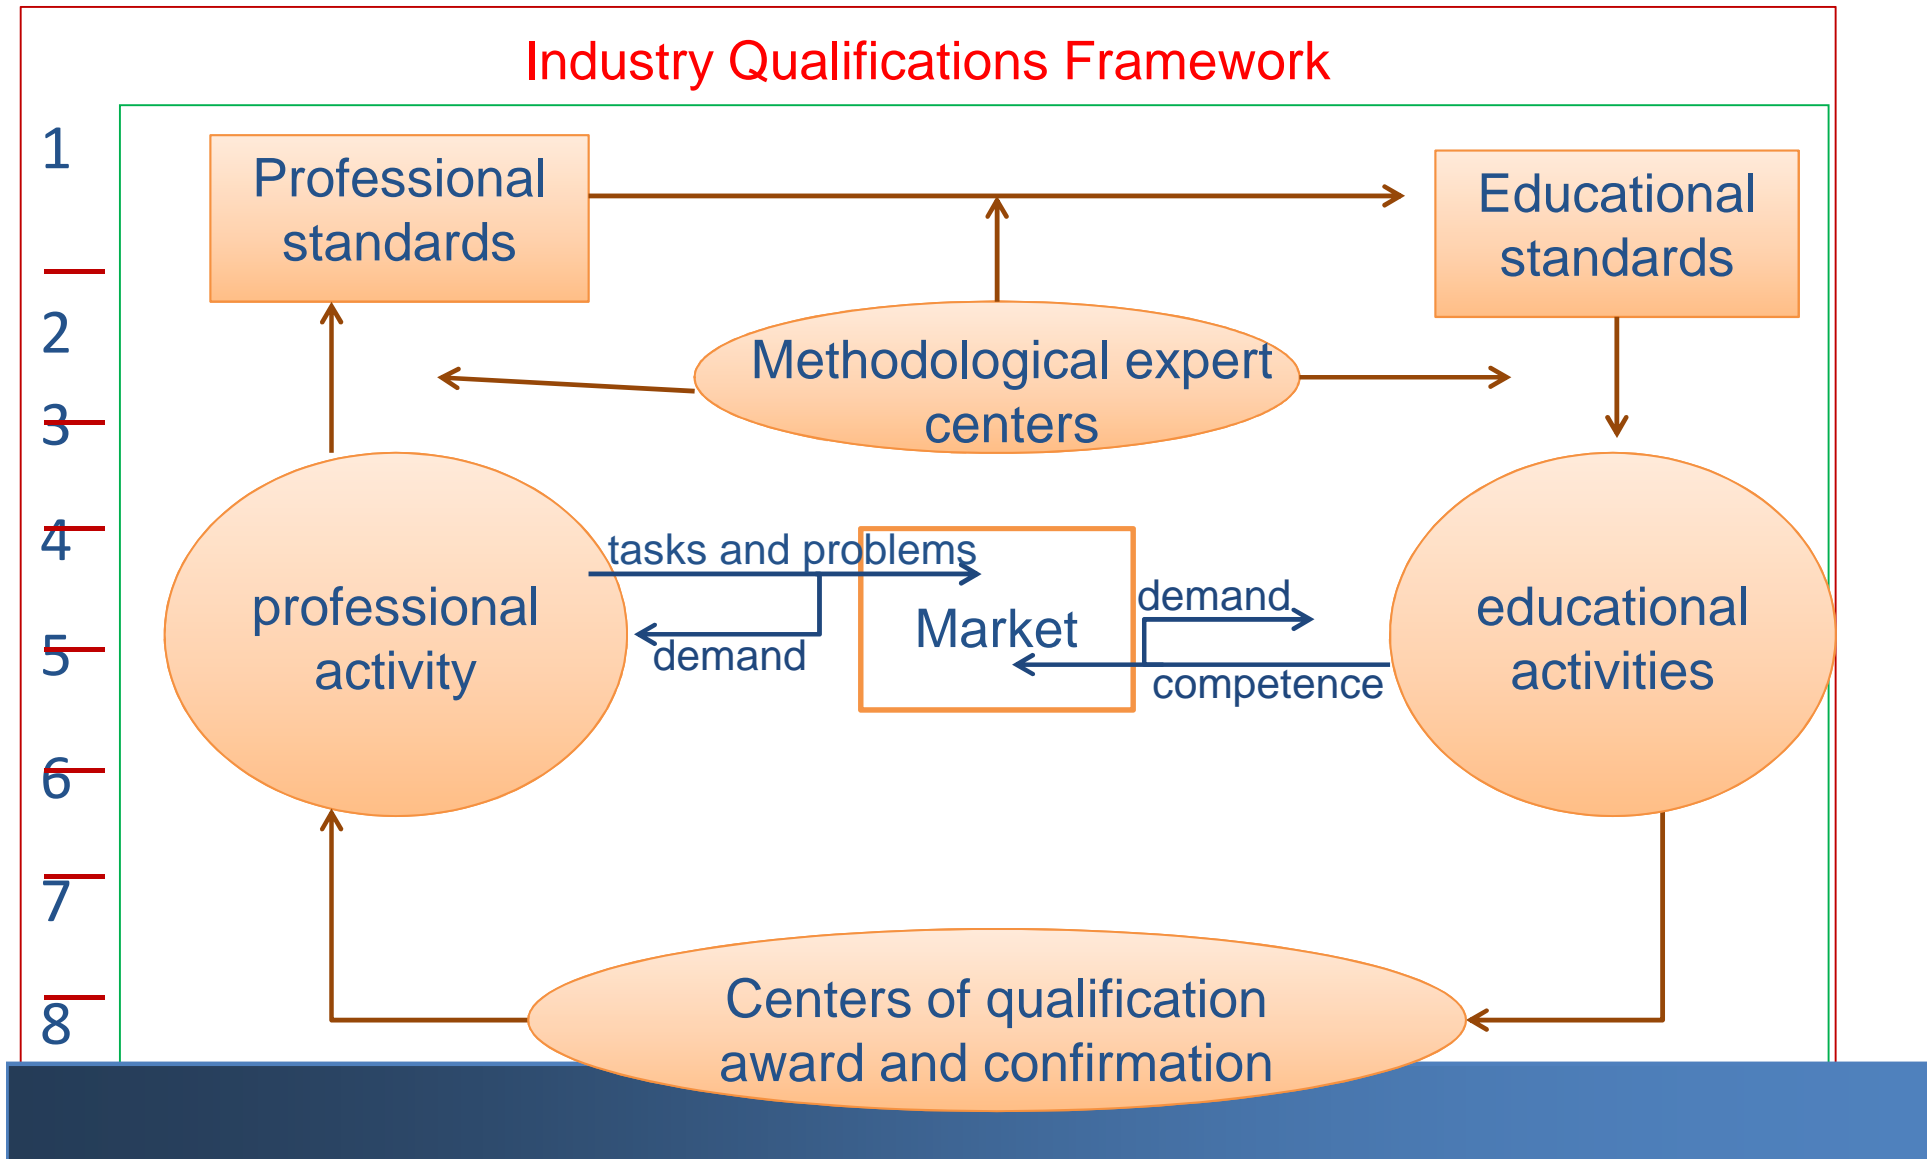 Industry Qualifications Framework
1
Professional
standards
Educational
standards
2
Methodological expert
centers
3
4
tasks and problems
demand
professional
activity
Market
demand
competence
educational
activities
5
6
7
Centers of qualification
award and confirmation
8